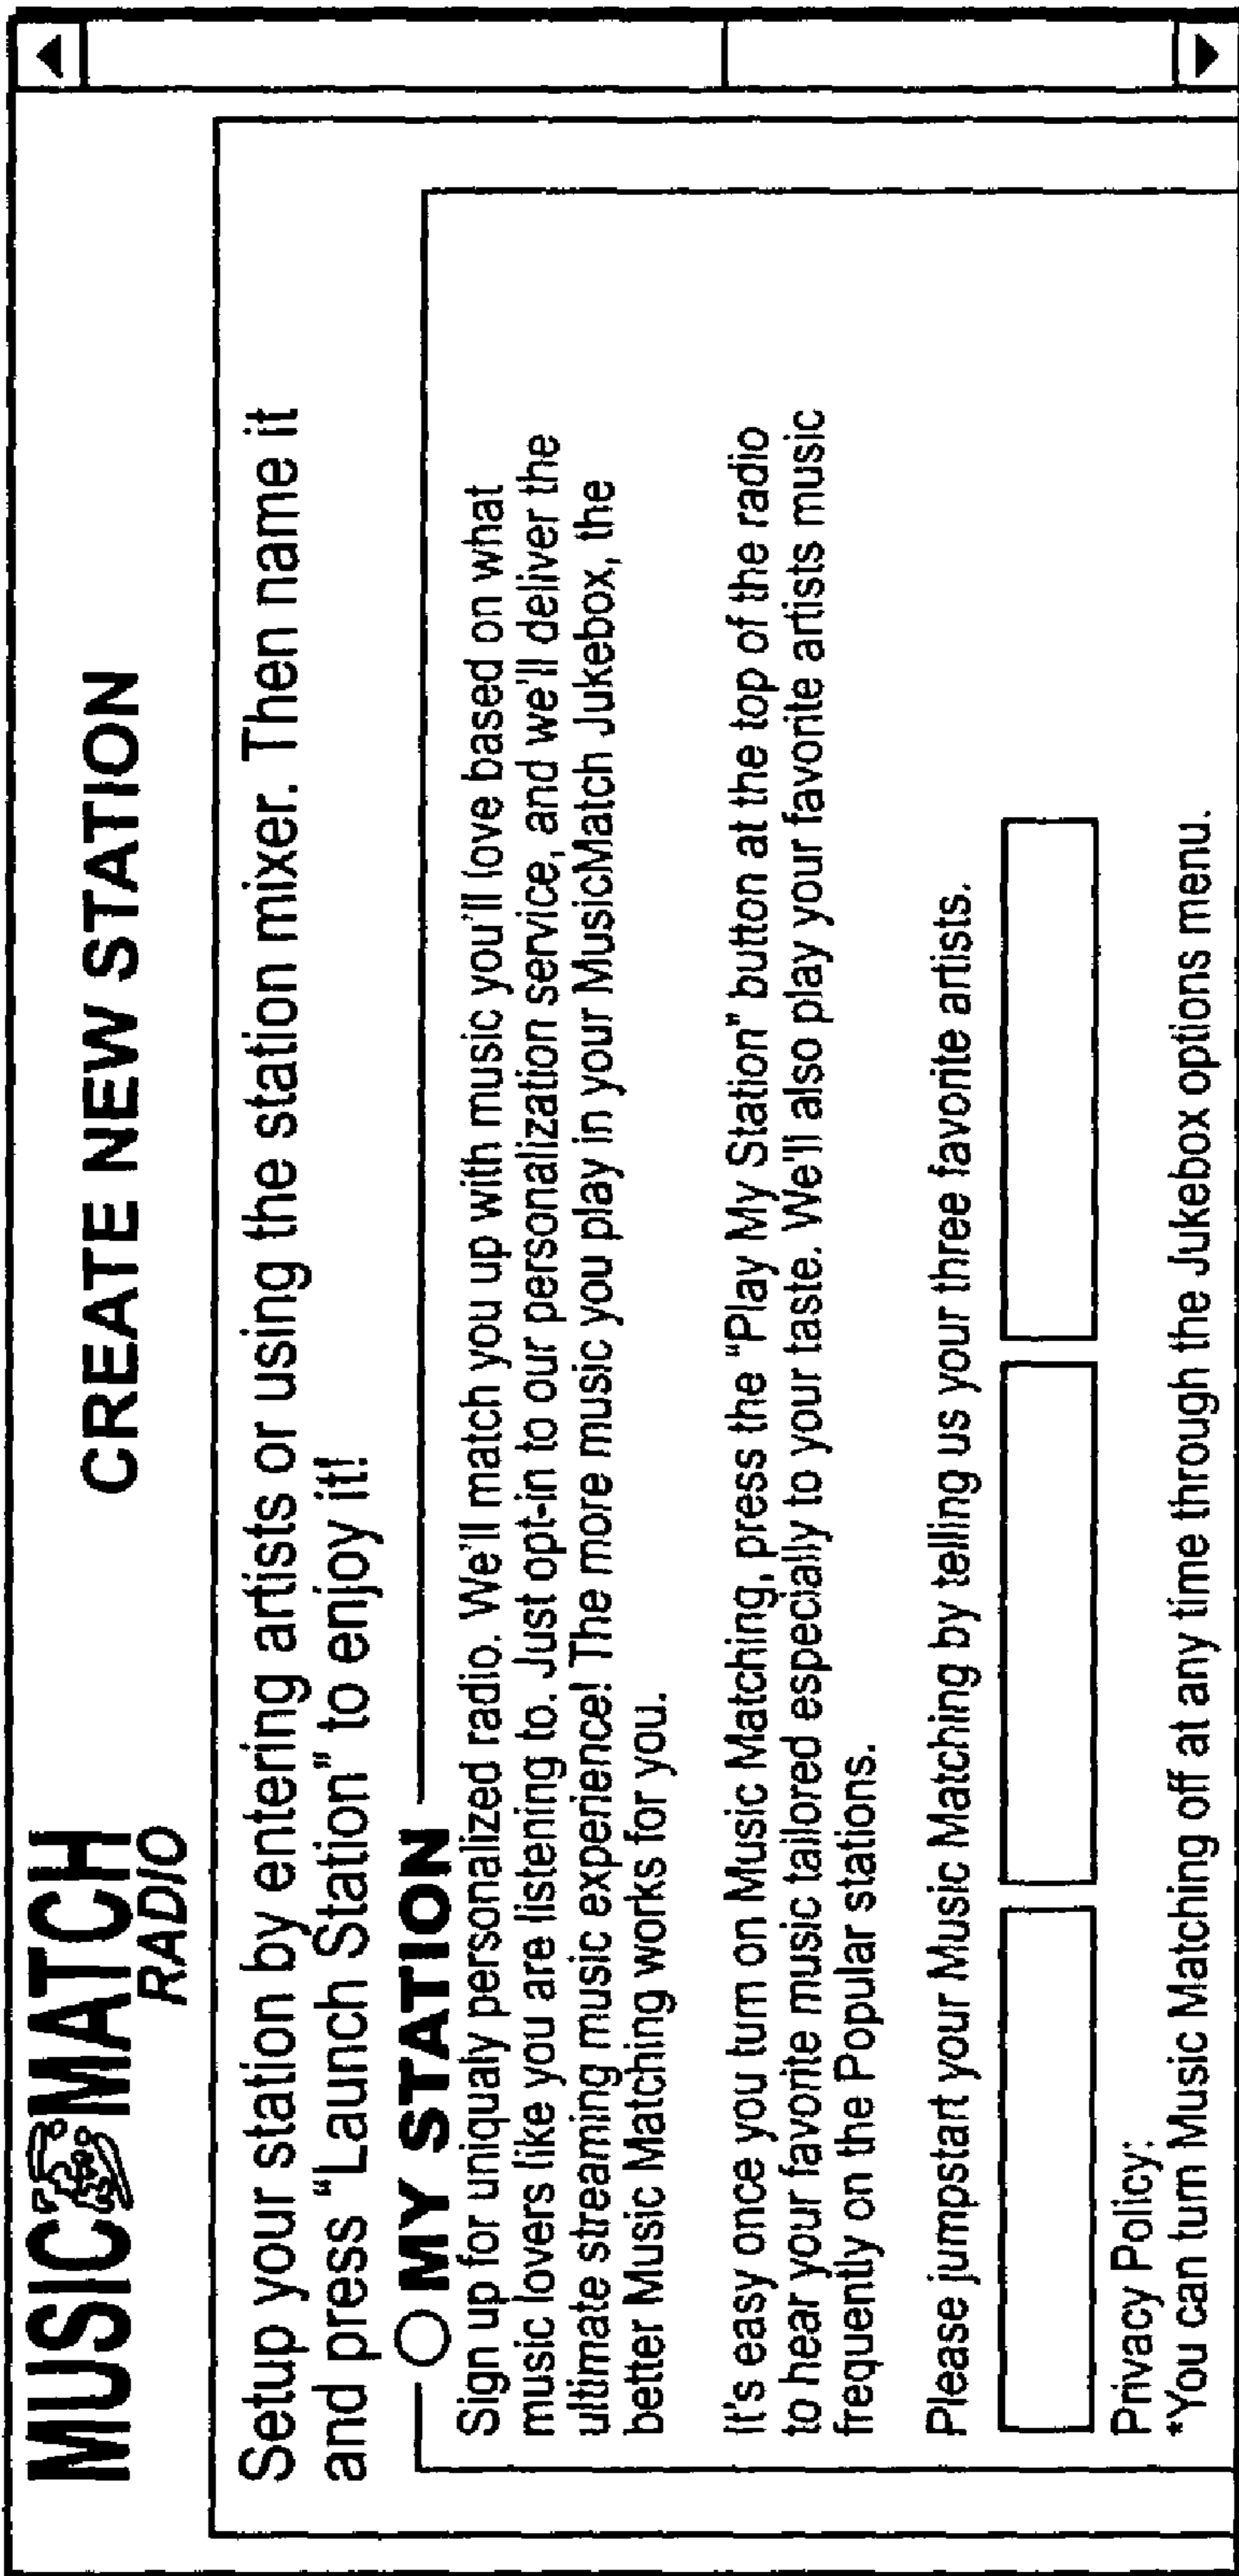 MUSIC MATCH
RADIO
CREATE NEW STATION
Setup your station by entering artists or using the station mixer. Then name it
and press “Launch Station” to enjoy it!
MY STATION
Sign up for uniqualy personalized radio. We'll match you up with music you'll love based on what
music lovers like you are listening to. Just opt-in to our personalization service, and we'll deliver the
ultimate streaming music experience! The more music you play in your MusicMatch Jukebox, the
better Music Matching works for you.
It's easy once you turn on Music Matching, press the “Play My Station” button at the top of the radio
to hear your favorite music tailored especially to your taste. We'll also play your favorite artists music
frequently on the Popular stations.
Please jumpstart your Music Matching by telling us your three favorite artists.
Privacy Policy:
*You can turn Music Matching off at any time through the Jukebox options menu.